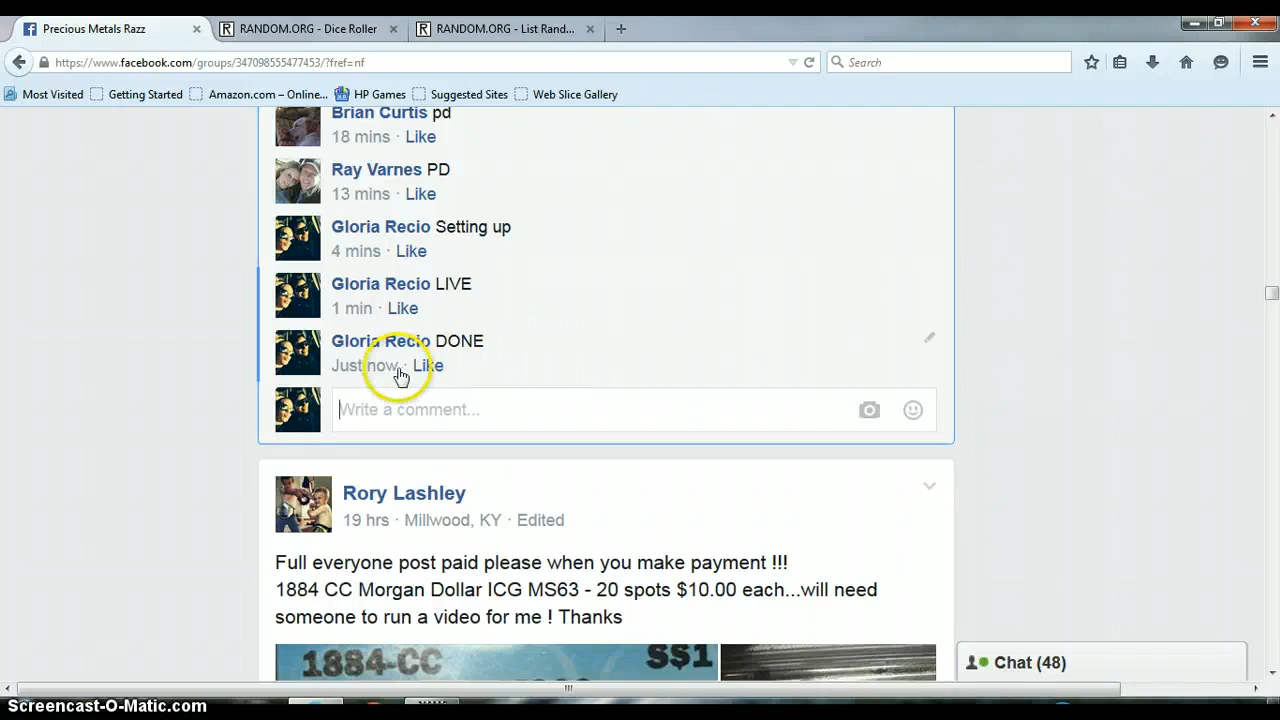 Precious Metals Razz
RANDOM.ORG - Dice Roller
RANDOM.ORG - List Rand...
https://www.facebook.com/groups/347098555477453/?fref=nf
Search
Most Visited
Getting Started
Amazon.com – Online...
HP Games
Suggested Sites
Web Slice Gallery
Brian Curtis pd
18 mins · Like
Ray Varnes PD
13 mins · Like
Gloria Recio Setting up
4 mins · Like
Gloria Recio LIVE
1 min · Like
Gloria Recio DONE
Just now · Like
Write a comment...
Rory Lashley
19 hrs · Millwood, KY · Edited
Full everyone post paid please when you make payment !!!
1884 CC Morgan Dollar ICG MS63 - 20 spots $10.00 each...will need
someone to run a video for me ! Thanks
1884-CC
S$1
Chat (48)
Screencast-O-Matic.com